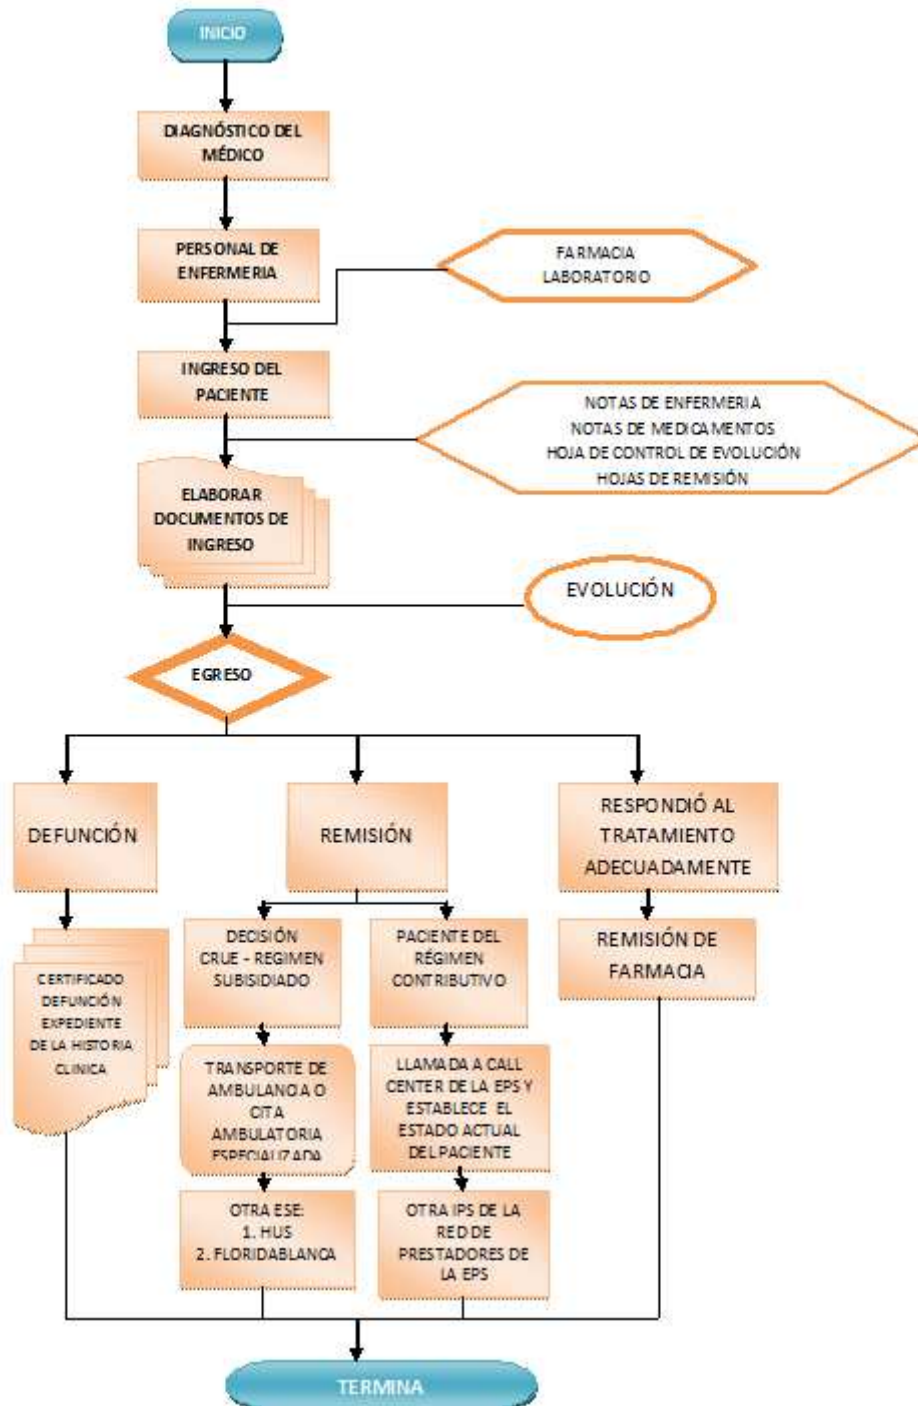 INICIO
DIAGNÓSTICO DEL
MÉDICO
PERSONAL DE
ENFERMERIA
FARMACIA
LABORATORIO
INGRESO DEL
PACIENTE
NOTAS DE ENFERMERIA
NOTAS DE MEDICAMENTOS
HOJA DE CONTROL DE EVOLUCIÓN
HOJAS DE REMISIÓN
ELABORAR
DOCUMENTOS DE
INGRESO
EVOLUCIÓN
EGRESO
DEFUNCIÓN
REMISIÓN
RESPONDIÓ AL
TRATAMIENTO
ADECUADAMENTE
CERTIFICADO
DEFUNCIÓN
EXPEDIENTE
DE LA HISTORIA
CLINICA
DECISIÓN
CRUE - REGIMEN
SUBISIDIADO
PACIENTE DEL
RÉGIMEN
CONTRIBUTIVO
REMISIÓN DE
FARMACIA
TRANSPORTE DE
AMBULANCIA O
CITA
AMBULATORIA
ESPECIALIZADA
LLAMADA A CALL
CENTER DE LA EPS Y
ESTABLECE EL
ESTADO ACTUAL
DEL PACIENTE
OTRA ESE:
1. HUS
2. FLORIDABLANCA
OTRA IPS DE LA
RED DE
PRESTADORES DE
LA EPS
TERMINA